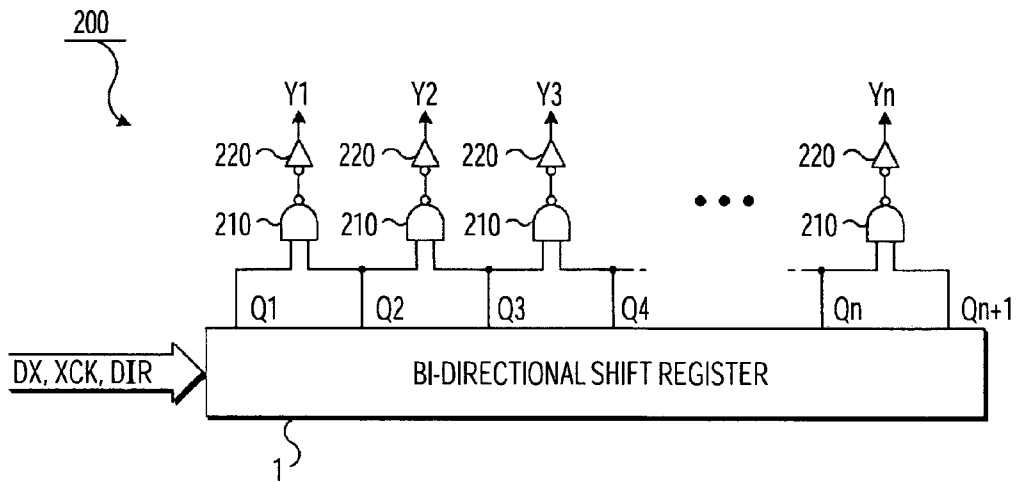 200
Y1 Y2 Y3 Yn
220 220 220 220
210 210 210 210
Q1 Q2 Q3 Q4 Qn Qn+1
DX, XCK, DIR
BI-DIRECTIONAL SHIFT REGISTER
1